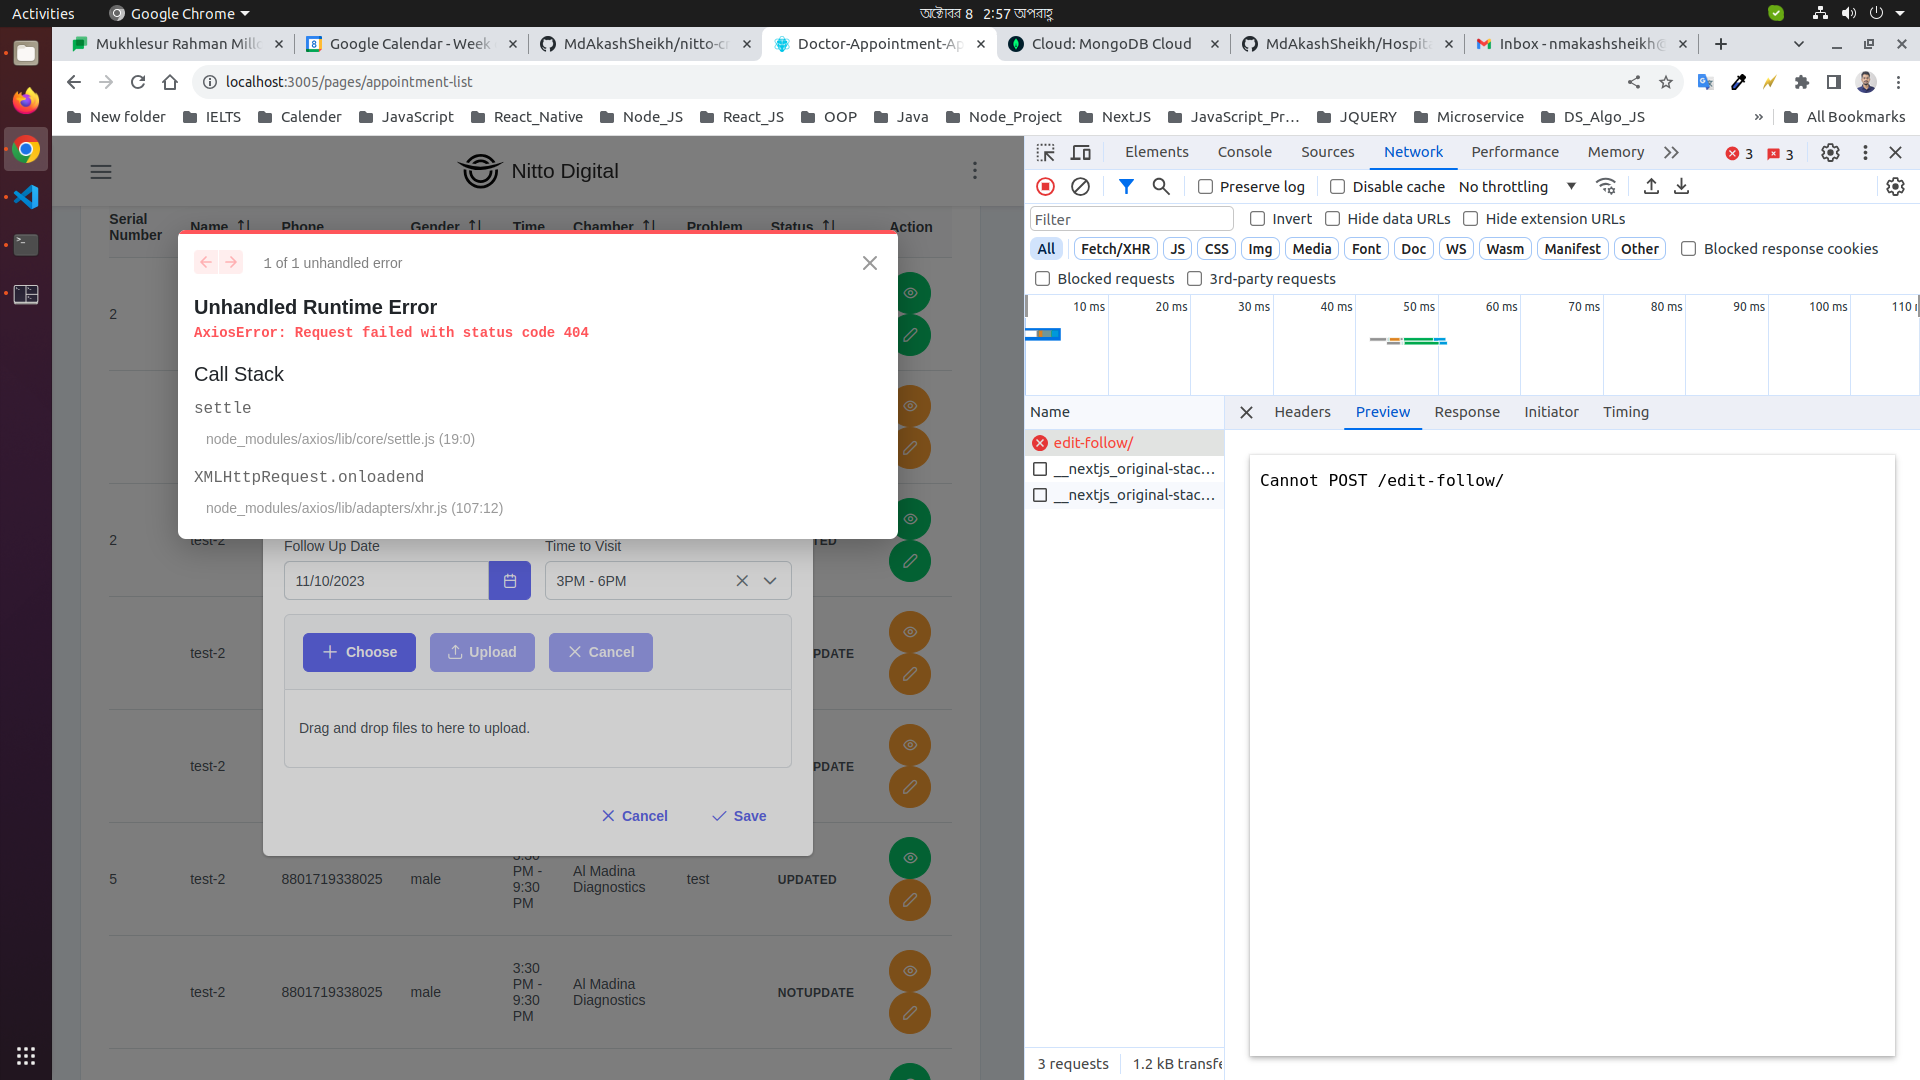 Activities
Google Chrome
অক্টোবর 8 2:57 অপরাহ্ণ
Mukhlesur Rahman Millo
Google Calendar - Week
MdAkashSheikh/nitto-cr
Doctor-Appointment-Ap
Cloud: MongoDB Cloud
MdAkashSheikh/Hospita
Inbox - nmakashsheikh@
localhost:3005/pages/appointment-list
New folder
IELTS
Calender
JavaScript
React_Native
Node_JS
React_JS
OOP
Java
Node_Project
NextJS
JavaScript_Pr…
JQUERY
Microservice
DS_Algo_JS
»
All Bookmarks
Nitto Digital
Serial Number
Name
Phone
Gender
Time
Chamber
Problem
Status
Action
1 of 1 unhandled error
Unhandled Runtime Error
AxiosError: Request failed with status code 404
Call Stack
settle
node_modules/axios/lib/core/settle.js (19:0)
XMLHttpRequest.onloadend
node_modules/axios/lib/adapters/xhr.js (107:12)
2
2
test-2
TED
Follow Up Date
Time to Visit
11/10/2023
3PM - 6PM
Choose
Upload
Cancel
test-2
PDATE
Drag and drop files to here to upload.
test-2
PDATE
Cancel
Save
5
test-2
8801719338025
male
3:30 PM - 9:30 PM
Al Madina Diagnostics
test
UPDATED
test-2
8801719338025
male
3:30 PM - 9:30 PM
Al Madina Diagnostics
NOTUPDATE
Elements
Console
Sources
Network
Performance
Memory
3
3
Preserve log
Disable cache
No throttling
Filter
Invert
Hide data URLs
Hide extension URLs
All
Fetch/XHR
JS
CSS
Img
Media
Font
Doc
WS
Wasm
Manifest
Other
Blocked response cookies
Blocked requests
3rd-party requests
10 ms
20 ms
30 ms
40 ms
50 ms
60 ms
70 ms
80 ms
90 ms
100 ms
110
Name
Headers
Preview
Response
Initiator
Timing
edit-follow/
__nextjs_original-stac…
__nextjs_original-stac…
Cannot POST /edit-follow/
3 requests
1.2 kB transfe